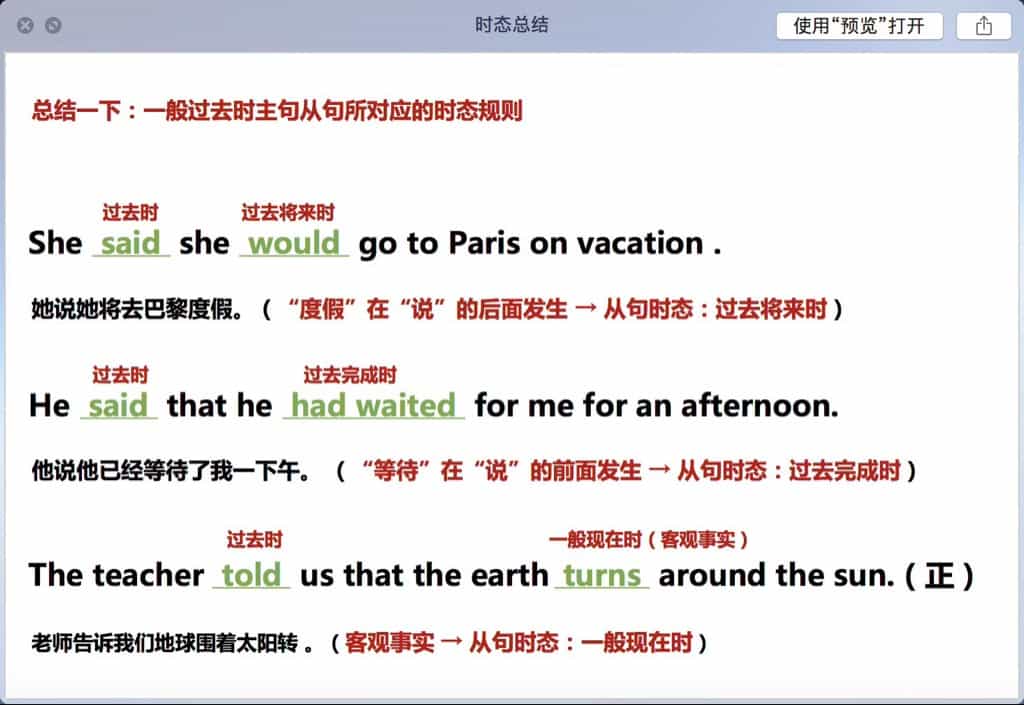 时态总结
使用“预览”打开
总结一下：一般过去时主句从句所对应的时态规则
过去时 过去将来时
She said she would go to Paris on vacation .
她说她将去巴黎度假。（ “度假”在“说”的后面发生 → 从句时态：过去将来时 ）
过去时 过去完成时
He said that he had waited for me for an afternoon.
他说他已经等待了我一下午。（ “等待”在“说”的前面发生 → 从句时态：过去完成时 ）
过去时 一般现在时（客观事实）
The teacher told us that the earth turns around the sun.（正）
老师告诉我们地球围着太阳转 。（ 客观事实 → 从句时态：一般现在时 ）